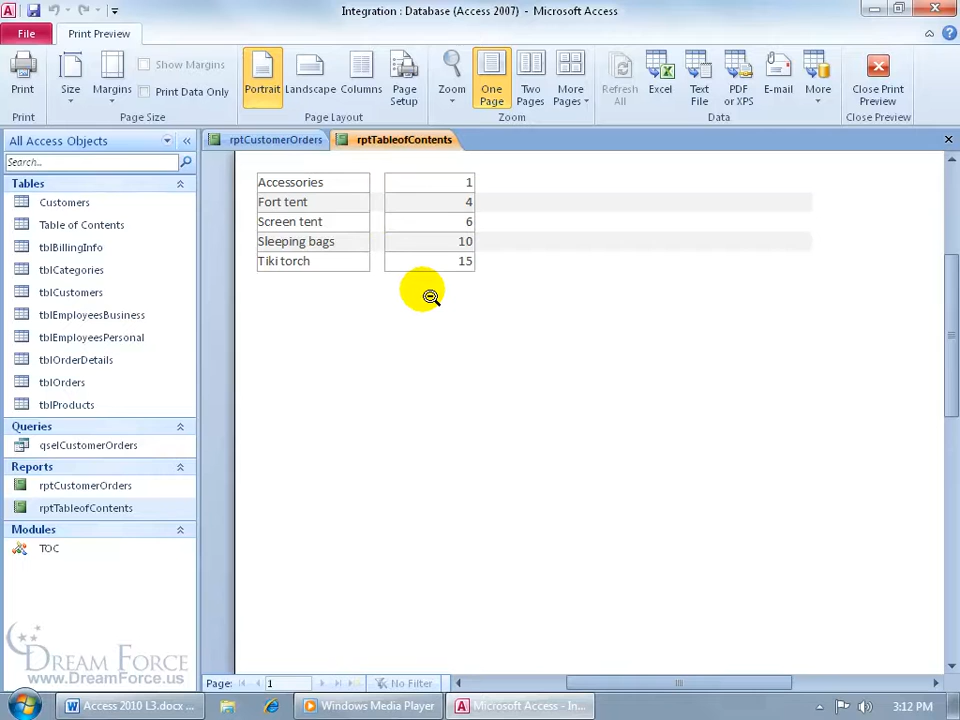 Integration : Database (Access 2007) - Microsoft Access
File
Print Preview
Print
Size
Margins
Show Margins
Print Data Only
Portrait
Landscape
Columns
Page Setup
Zoom
One Page
Two Pages
More Pages
Refresh All
Excel
Text File
PDF or XPS
E-mail
More
Close Print Preview
Print
Page Size
Page Layout
Zoom
Data
Close Preview
All Access Objects
Search...
Tables
Customers
Table of Contents
tblBillingInfo
tblCategories
tblCustomers
tblEmployeesBusiness
tblEmployeesPersonal
tblOrderDetails
tblOrders
tblProducts
Queries
qselCustomerOrders
Reports
rptCustomerOrders
rptTableofContents
Modules
TOC
rptCustomerOrders
rptTableofContents
Accessories 1
Fort tent 4
Screen tent 6
Sleeping bags 10
Tiki torch 15
DREAM FORCE
www.DreamForce.us
Page: 1
No Filter
Access 2010 L3.docx ...
Windows Media Player
Microsoft Access - In...
3:12 PM